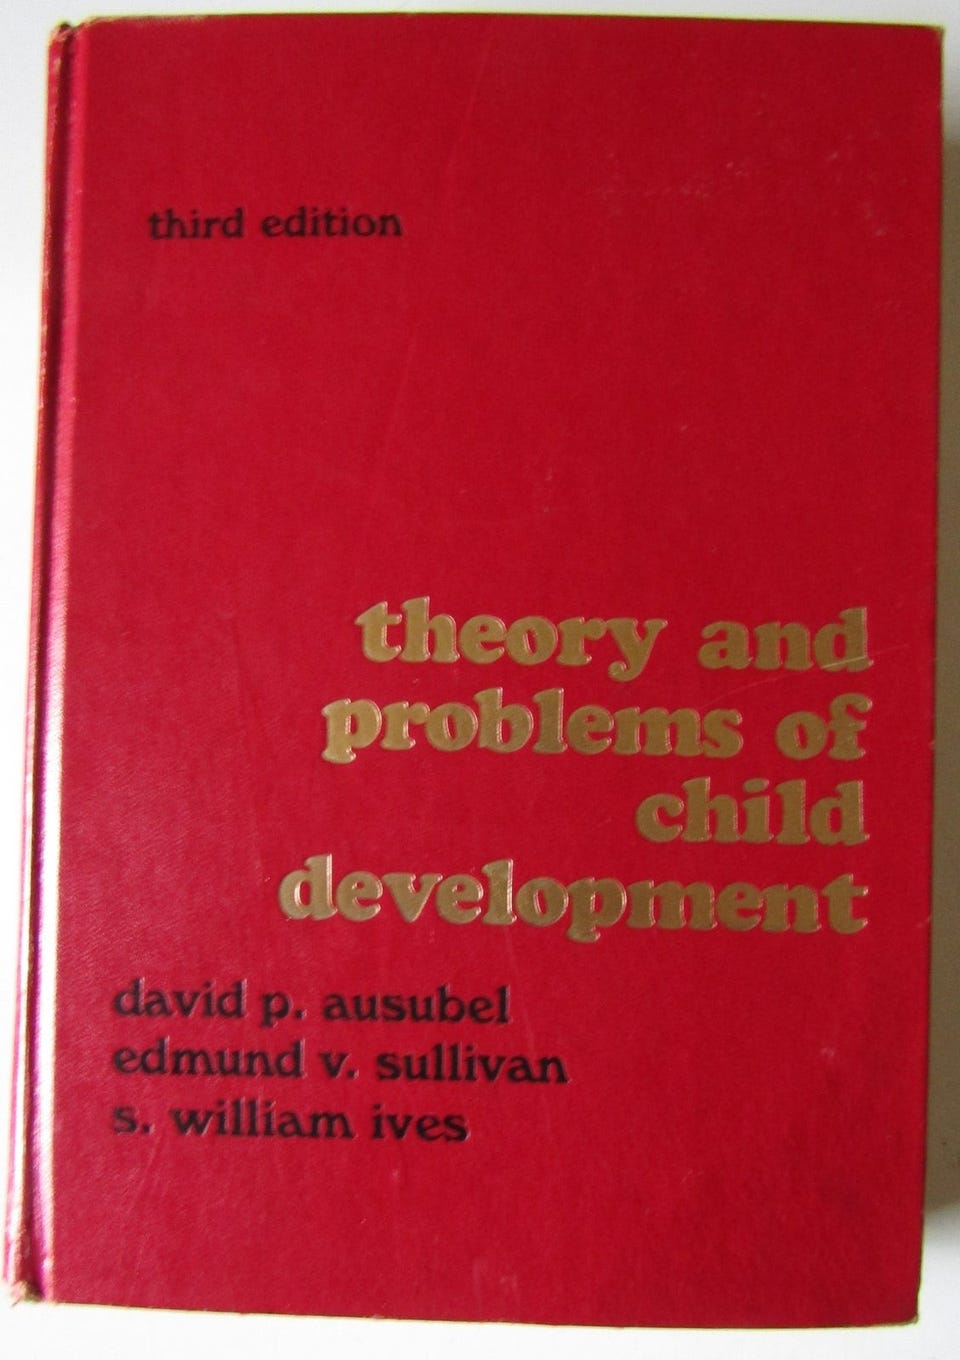 third edition
theory and
problems of
child
development
david p. ausubel
edmund v. sullivan
s. william ives